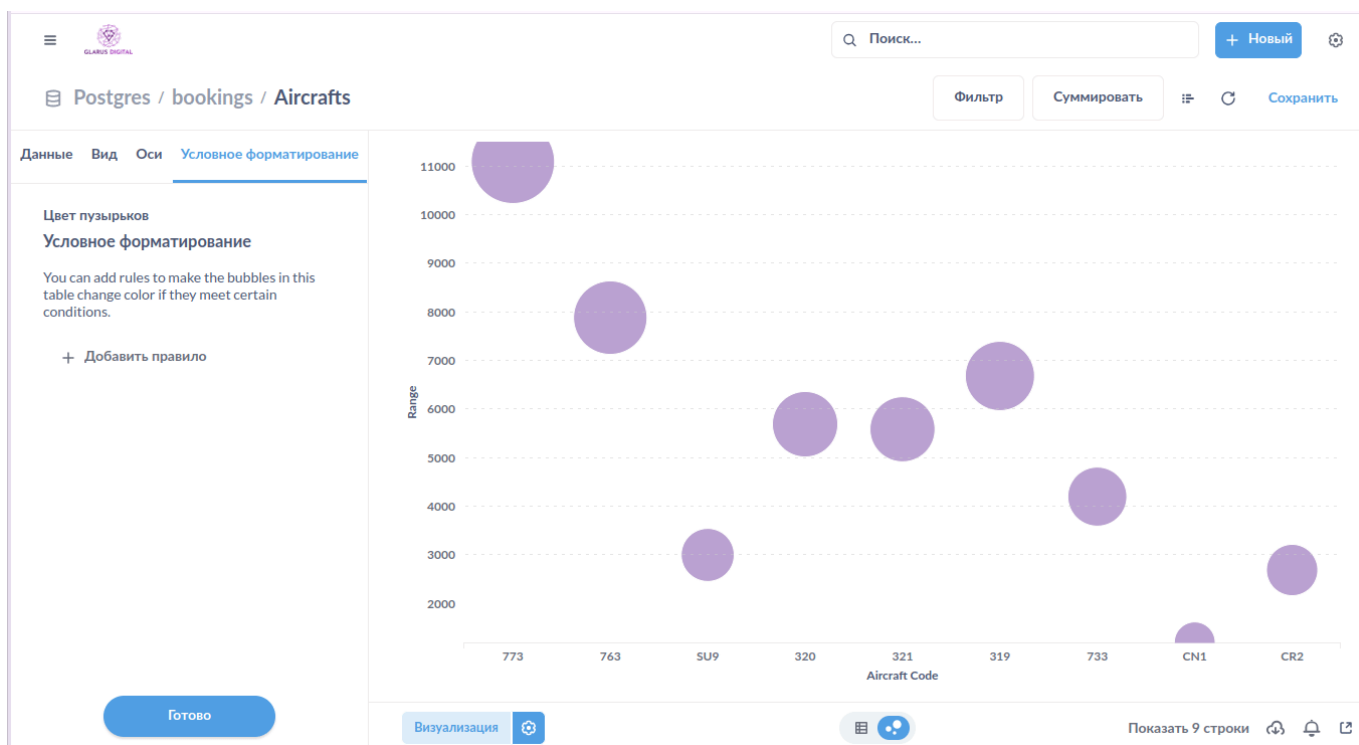 GLARUS DIGITAL
Поиск...
+ Новый
Postgres / bookings / Aircrafts
Фильтр
Суммировать
Сохранить
Данные Вид Оси Условное форматирование
Цвет пузырьков
Условное форматирование
You can add rules to make the bubbles in this
table change color if they meet certain
conditions.
+ Добавить правило
Готово
11000
10000
9000
8000
7000
6000
5000
4000
3000
2000
Range
773 763 SU9 320 321 319 733 CN1 CR2
Aircraft Code
Визуализация
Показать 9 строки